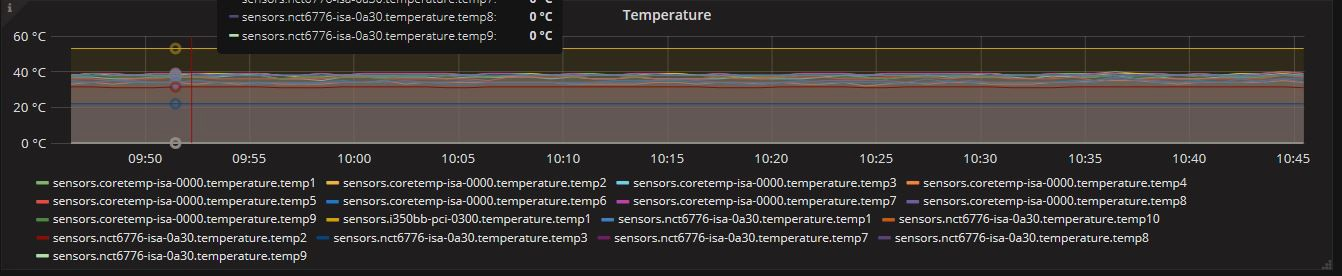 sensors.nct6776-isa-0a30.temperature.temp7: 0 °C
sensors.nct6776-isa-0a30.temperature.temp8: 0 °C
Temperature
sensors.nct6776-isa-0a30.temperature.temp9: 0 °C
60 °C
40 °C
20 °C
0 °C
09:50 09:55 10:00 10:05 10:10 10:15 10:20 10:25 10:30 10:35 10:40 10:45
sensors.coretemp-isa-0000.temperature.temp1 sensors.coretemp-isa-0000.temperature.temp2 sensors.coretemp-isa-0000.temperature.temp3 sensors.coretemp-isa-0000.temperature.temp4
sensors.coretemp-isa-0000.temperature.temp5 sensors.coretemp-isa-0000.temperature.temp6 sensors.coretemp-isa-0000.temperature.temp7 sensors.coretemp-isa-0000.temperature.temp8
sensors.coretemp-isa-0000.temperature.temp9 sensors.i350bb-pci-0300.temperature.temp1 sensors.nct6776-isa-0a30.temperature.temp1 sensors.nct6776-isa-0a30.temperature.temp10
sensors.nct6776-isa-0a30.temperature.temp2 sensors.nct6776-isa-0a30.temperature.temp3 sensors.nct6776-isa-0a30.temperature.temp7 sensors.nct6776-isa-0a30.temperature.temp8
sensors.nct6776-isa-0a30.temperature.temp9